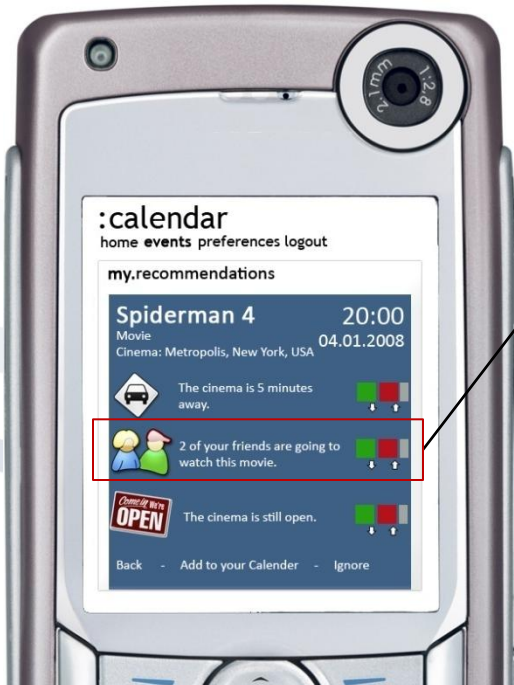 2.1mm 1:2.8
:calendar
home events preferences logout
my.recommendations
Spiderman 4
20:00
Movie
04.01.2008
Cinema: Metropolis, New York, USA
The cinema is 5 minutes
away.
2 of your friends are going to
watch this movie.
Come in We're
OPEN
The cinema is still open.
Back - Add to your Calender - Ignore